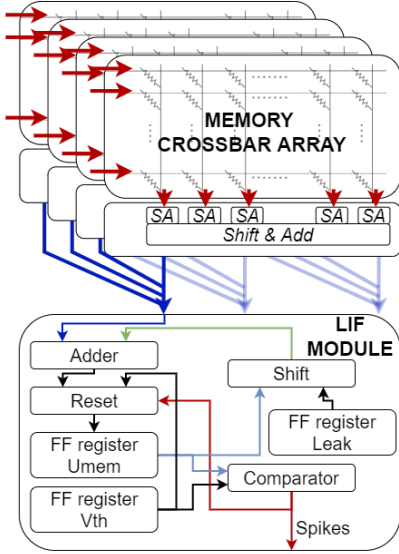 MEMORY
CROSSBAR ARRAY
SA SA SA SA SA
Shift & Add
LIF
MODULE
Adder
Shift
Reset
FF register
Leak
FF register
Umem
Comparator
FF register
Vth
Spikes